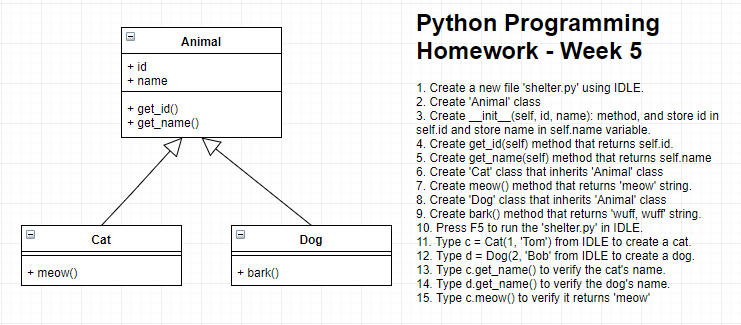 Animal
+ id
+ name
+ get_id()
+ get_name()
Cat
+ meow()
Dog
+ bark()
Python Programming
Homework - Week 5
1. Create a new file 'shelter.py' using IDLE.
2. Create 'Animal' class
3. Create __init__(self, id, name): method, and store id in
self.id and store name in self.name variable.
4. Create get_id(self) method that returns self.id.
5. Create get_name(self) method that returns self.name
6. Create 'Cat' class that inherits 'Animal' class
7. Create meow() method that returns 'meow' string.
8. Create 'Dog' class that inherits 'Animal' class
9. Create bark() method that returns 'wuff, wuff' string.
10. Press F5 to run the 'shelter.py' in IDLE.
11. Type c = Cat(1, 'Tom') from IDLE to create a cat.
12. Type d = Dog(2, 'Bob' from IDLE to create a dog.
13. Type c.get_name() to verify the cat's name.
14. Type d.get_name() to verify the dog's name.
15. Type c.meow() to verify it returns 'meow'